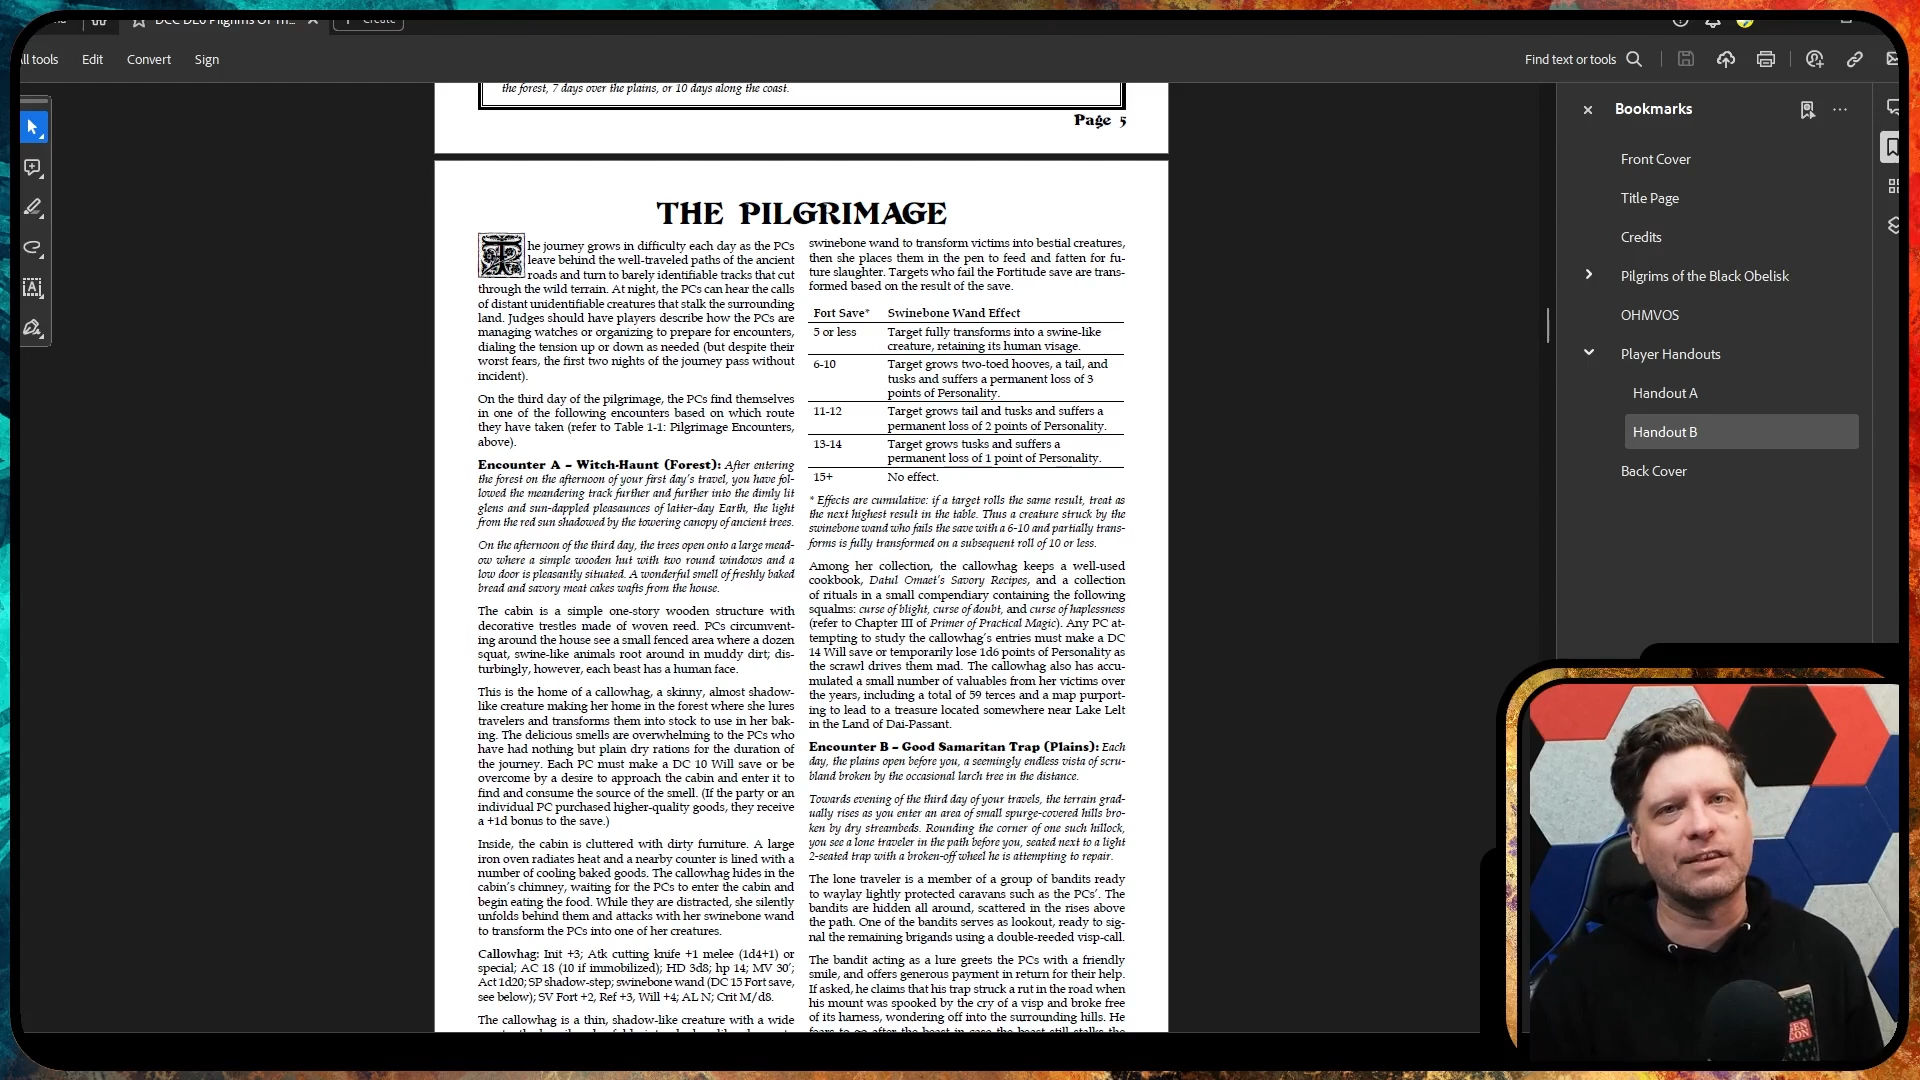 DCC DE6 Pilgrims Of Th...
Create
All tools
Edit
Convert
Sign
Find text or tools
the forest, 7 days over the plains, or 10 days along the coast.
Page 5
THE PILGRIMAGE
The journey grows in difficulty each day as the PCs
leave behind the well-traveled paths of the ancient
roads and turn to barely identifiable tracks that cut
through the wild terrain. At night, the PCs can hear the calls
of distant unidentifiable creatures that stalk the surrounding
land. Judges should have players describe how the PCs are
managing watches or organizing to prepare for encounters,
dialing the tension up or down as needed (but despite their
worst fears, the first two nights of the journey pass without
incident).
On the third day of the pilgrimage, the PCs find themselves
in one of the following encounters based on which route
they have taken (refer to Table 1-1: Pilgrimage Encounters,
above).
Encounter A – Witch-Haunt (Forest): After entering
the forest on the afternoon of your first day's travel, you have fol-
lowed the meandering track further and further into the dimly lit
glens and sun-dappled pleasaunces of latter-day Earth, the light
from the red sun shadowed by the towering canopy of ancient trees.
On the afternoon of the third day, the trees open onto a large mead-
ow where a simple wooden hut with two round windows and a
low door is pleasantly situated. A wonderful smell of freshly baked
bread and savory meat cakes wafts from the house.
The cabin is a simple one-story wooden structure with
decorative trestles made of woven reed. PCs circumvent-
ing around the house see a small fenced area where a dozen
squat, swine-like animals root around in muddy dirt; dis-
turbingly, however, each beast has a human face.
This is the home of a callowhag, a skinny, almost shadow-
like creature making her home in the forest where she lures
travelers and transforms them into stock to use in her bak-
ing. The delicious smells are overwhelming to the PCs who
have had nothing but plain dry rations for the duration of
the journey. Each PC must make a DC 10 Will save or be
overcome by a desire to approach the cabin and enter it to
find and consume the source of the smell. (If the party or an
individual PC purchased higher-quality goods, they receive
a +1d bonus to the save.)
Inside, the cabin is cluttered with dirty furniture. A large
iron oven radiates heat and a nearby counter is lined with a
number of cooling baked goods. The callowhag hides in the
cabin's chimney, waiting for the PCs to enter the cabin and
begin eating the food. While they are distracted, she silently
unfolds behind them and attacks with her swinebone wand
to transform the PCs into one of her creatures.
Callowhag: Init +3; Atk cutting knife +1 melee (1d4+1) or
special; AC 18 (10 if immobilized); HD 3d8; hp 14; MV 30';
Act 1d20; SP shadow-step; swinebone wand (DC 15 Fort save,
see below); SV Fort +2, Ref +3, Will +4; AL N; Crit M/d8.
The callowhag is a thin, shadow-like creature with a wide
swinebone wand to transform victims into bestial creatures,
then she places them in the pen to feed and fatten for fu-
ture slaughter. Targets who fail the Fortitude save are trans-
formed based on the result of the save.
Fort Save* Swinebone Wand Effect
5 or less Target fully transforms into a swine-like
creature, retaining its human visage.
6-10 Target grows two-toed hooves, a tail, and
tusks and suffers a permanent loss of 3
points of Personality.
11-12 Target grows tail and tusks and suffers a
permanent loss of 2 points of Personality.
13-14 Target grows tusks and suffers a
permanent loss of 1 point of Personality.
15+ No effect.
* Effects are cumulative: if a target rolls the same result, treat as
the next highest result in the table. Thus a creature struck by the
swinebone wand who fails the save with a 6-10 and partially trans-
forms is fully transformed on a subsequent roll of 10 or less.
Among her collection, the callowhag keeps a well-used
cookbook, Datul Omaet's Savory Recipes, and a collection
of rituals in a small compendiary containing the following
squalms: curse of blight, curse of doubt, and curse of haplessness
(refer to Chapter III of Primer of Practical Magic). Any PC at-
tempting to study the callowhag's entries must make a DC
14 Will save or temporarily lose 1d6 points of Personality as
the scrawl drives them mad. The callowhag also has accu-
mulated a small number of valuables from her victims over
the years, including a total of 59 terces and a map purport-
ing to lead to a treasure located somewhere near Lake Lelt
in the Land of Dai-Passant.
Encounter B – Good Samaritan Trap (Plains): Each
day, the plains open before you, a seemingly endless vista of scru-
bland broken by the occasional larch tree in the distance.
Towards evening of the third day of your travels, the terrain grad-
ually rises as you enter an area of small spurge-covered hills bro-
ken by dry streambeds. Rounding the corner of one such hillock,
you see a lone traveler in the path before you, seated next to a light
2-seated trap with a broken-off wheel he is attempting to repair.
The lone traveler is a member of a group of bandits ready
to waylay lightly protected caravans such as the PCs'. The
bandits are hidden all around, scattered in the rises above
the path. One of the bandits serves as lookout, ready to sig-
nal the remaining brigands using a double-reeded visp-call.
The bandit acting as a lure greets the PCs with a friendly
smile, and offers generous payment in return for their help.
If asked, he claims that his trap struck a rut in the road when
his mount was spooked by the cry of a visp and broke free
of its harness, wondering off into the surrounding hills. He
Bookmarks
Front Cover
Title Page
Credits
Pilgrims of the Black Obelisk
OHMVOS
Player Handouts
Handout A
Handout B
Back Cover
GEN
CON